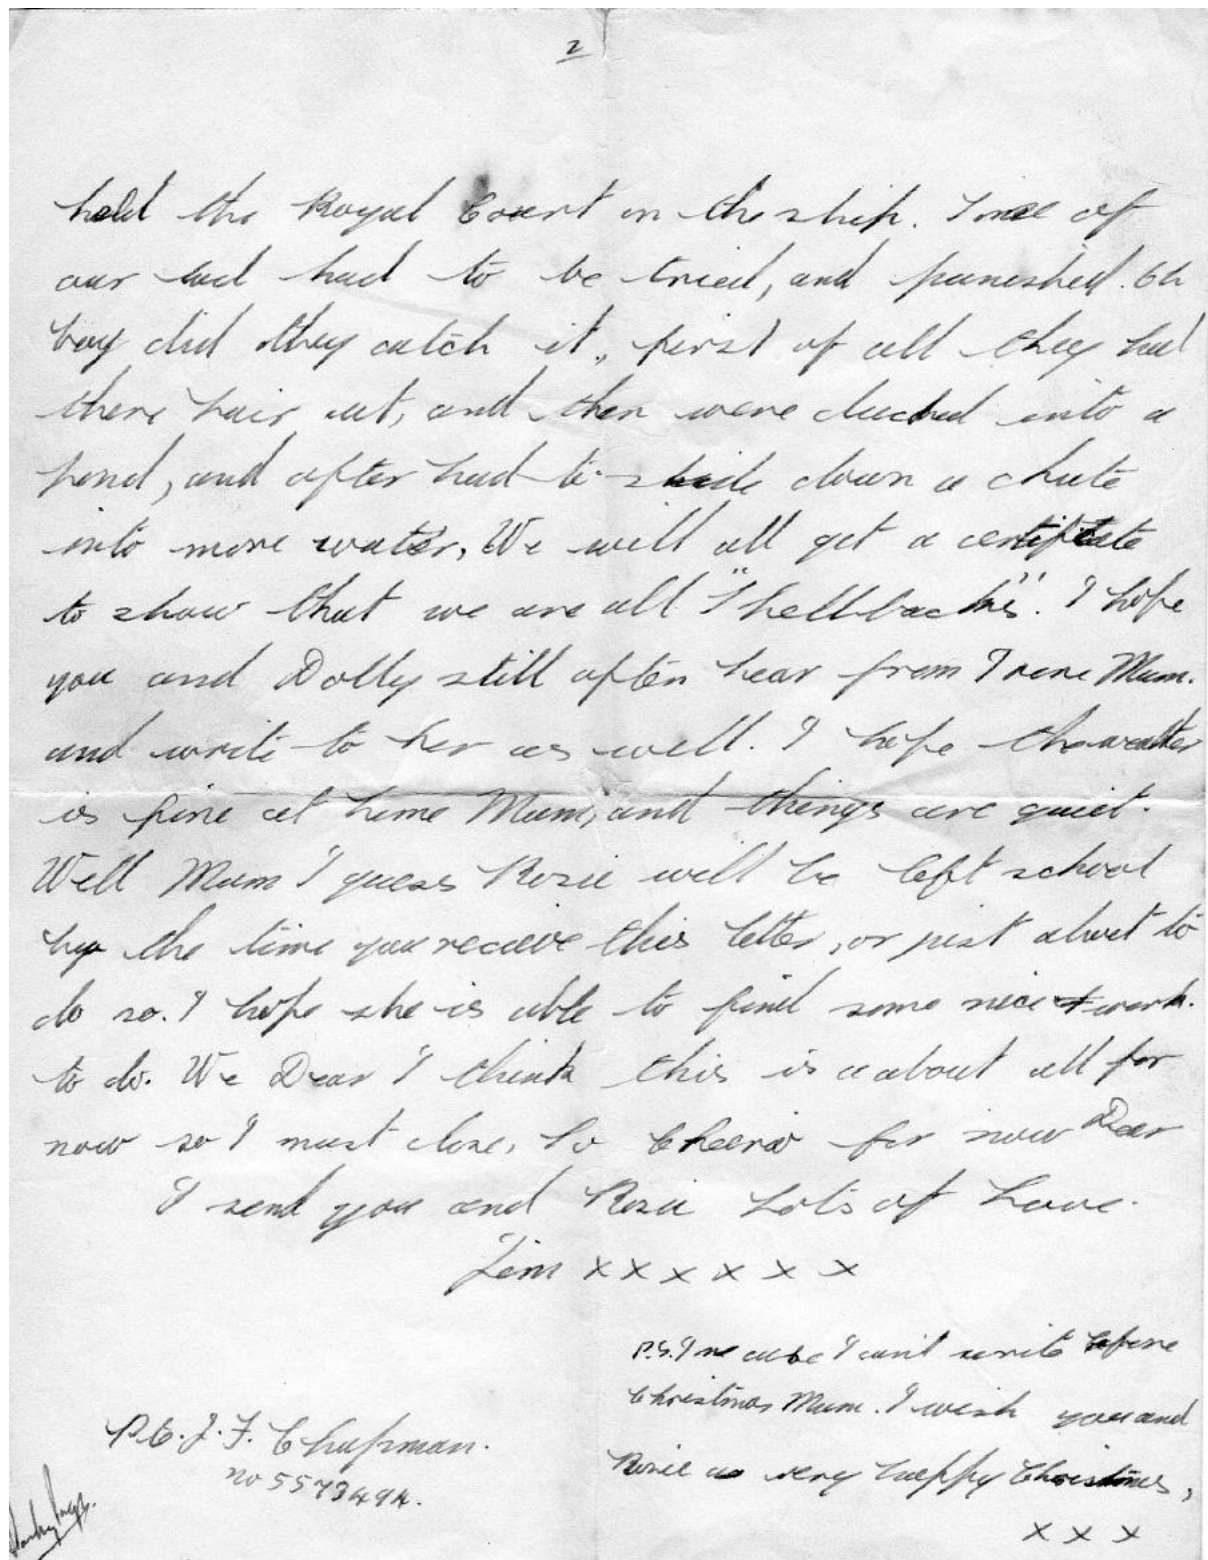 2
held the Royal Court on the ship. Some of
our lad had to be tried, and punished. Oh
boy did they catch it, first of all they had
there hair cut, and then were ducked into a
pond, and after had to slide down a chute
into more water, We will all get a certificate
to show that we are all "Shellbacks". I hope
you and Dolly still often hear from Irene Mum.
and write to her as well. I hope the weather
is fine at home Mum, and things are quiet.
Well Mum I guess Rosie will be left school
by the time you recieve this letter, or just about to
do so. I hope she is able to find some nice work.
to do. We Dear I think this is aabout all for
now so I must close, So Cheerio for now Dear
I send you and Rosie Lots of Love.
Jim x x x x x x
P.S. I can't write before
Christmas Mum. I wish you and
Rosie a very happy Christmas,
x x x
Pte. J. F. Chapman.
no 5573494.